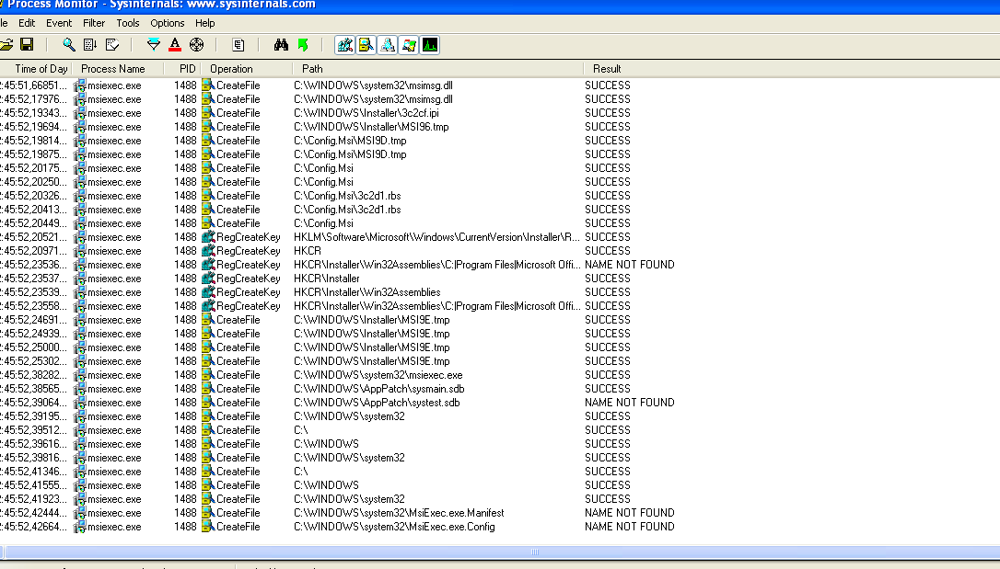 Process Monitor - Sysinternals: www.sysinternals.com
le Edit Event Filter Tools Options Help
Time of Day Process Name PID Operation Path Result
:45:51,66851... msiexec.exe 1488 CreateFile C:\WINDOWS\system32\msimsg.dll SUCCESS
:45:52,17976... msiexec.exe 1488 CreateFile C:\WINDOWS\system32\msimsg.dll SUCCESS
:45:52,19343... msiexec.exe 1488 CreateFile C:\WINDOWS\Installer\3c2cf.ipi SUCCESS
:45:52,19694... msiexec.exe 1488 CreateFile C:\WINDOWS\Installer\MSI96.tmp SUCCESS
:45:52,19814... msiexec.exe 1488 CreateFile C:\Config.Msi\MSI9D.tmp SUCCESS
:45:52,19875... msiexec.exe 1488 CreateFile C:\Config.Msi\MSI9D.tmp SUCCESS
:45:52,20175... msiexec.exe 1488 CreateFile C:\Config.Msi SUCCESS
:45:52,20250... msiexec.exe 1488 CreateFile C:\Config.Msi SUCCESS
:45:52,20326... msiexec.exe 1488 CreateFile C:\Config.Msi\3c2d1.rbs SUCCESS
:45:52,20413... msiexec.exe 1488 CreateFile C:\Config.Msi\3c2d1.rbs SUCCESS
:45:52,20449... msiexec.exe 1488 CreateFile C:\Config.Msi SUCCESS
:45:52,20521... msiexec.exe 1488 RegCreateKey HKLM\Software\Microsoft\Windows\CurrentVersion\Installer\R... SUCCESS
:45:52,20971... msiexec.exe 1488 RegCreateKey HKCR SUCCESS
:45:52,23536... msiexec.exe 1488 RegCreateKey HKCR\Installer\Win32Assemblies\C:|Program Files|Microsoft Offi... NAME NOT FOUND
:45:52,23537... msiexec.exe 1488 RegCreateKey HKCR\Installer SUCCESS
:45:52,23539... msiexec.exe 1488 RegCreateKey HKCR\Installer\Win32Assemblies SUCCESS
:45:52,23558... msiexec.exe 1488 RegCreateKey HKCR\Installer\Win32Assemblies\C:|Program Files|Microsoft Offi... SUCCESS
:45:52,24691... msiexec.exe 1488 CreateFile C:\WINDOWS\Installer\MSI9E.tmp SUCCESS
:45:52,24939... msiexec.exe 1488 CreateFile C:\WINDOWS\Installer\MSI9E.tmp SUCCESS
:45:52,25000... msiexec.exe 1488 CreateFile C:\WINDOWS\Installer\MSI9E.tmp SUCCESS
:45:52,25302... msiexec.exe 1488 CreateFile C:\WINDOWS\Installer\MSI9E.tmp SUCCESS
:45:52,38282... msiexec.exe 1488 CreateFile C:\WINDOWS\system32\msiexec.exe SUCCESS
:45:52,38565... msiexec.exe 1488 CreateFile C:\WINDOWS\AppPatch\sysmain.sdb SUCCESS
:45:52,39064... msiexec.exe 1488 CreateFile C:\WINDOWS\AppPatch\systest.sdb NAME NOT FOUND
:45:52,39195... msiexec.exe 1488 CreateFile C:\WINDOWS\system32 SUCCESS
:45:52,39512... msiexec.exe 1488 CreateFile C:\ SUCCESS
:45:52,39616... msiexec.exe 1488 CreateFile C:\WINDOWS SUCCESS
:45:52,39816... msiexec.exe 1488 CreateFile C:\WINDOWS\system32 SUCCESS
:45:52,41346... msiexec.exe 1488 CreateFile C:\ SUCCESS
:45:52,41555... msiexec.exe 1488 CreateFile C:\WINDOWS SUCCESS
:45:52,41923... msiexec.exe 1488 CreateFile C:\WINDOWS\system32 SUCCESS
:45:52,42444... msiexec.exe 1488 CreateFile C:\WINDOWS\system32\MsiExec.exe.Manifest NAME NOT FOUND
:45:52,42664... msiexec.exe 1488 CreateFile C:\WINDOWS\system32\MsiExec.exe.Config NAME NOT FOUND